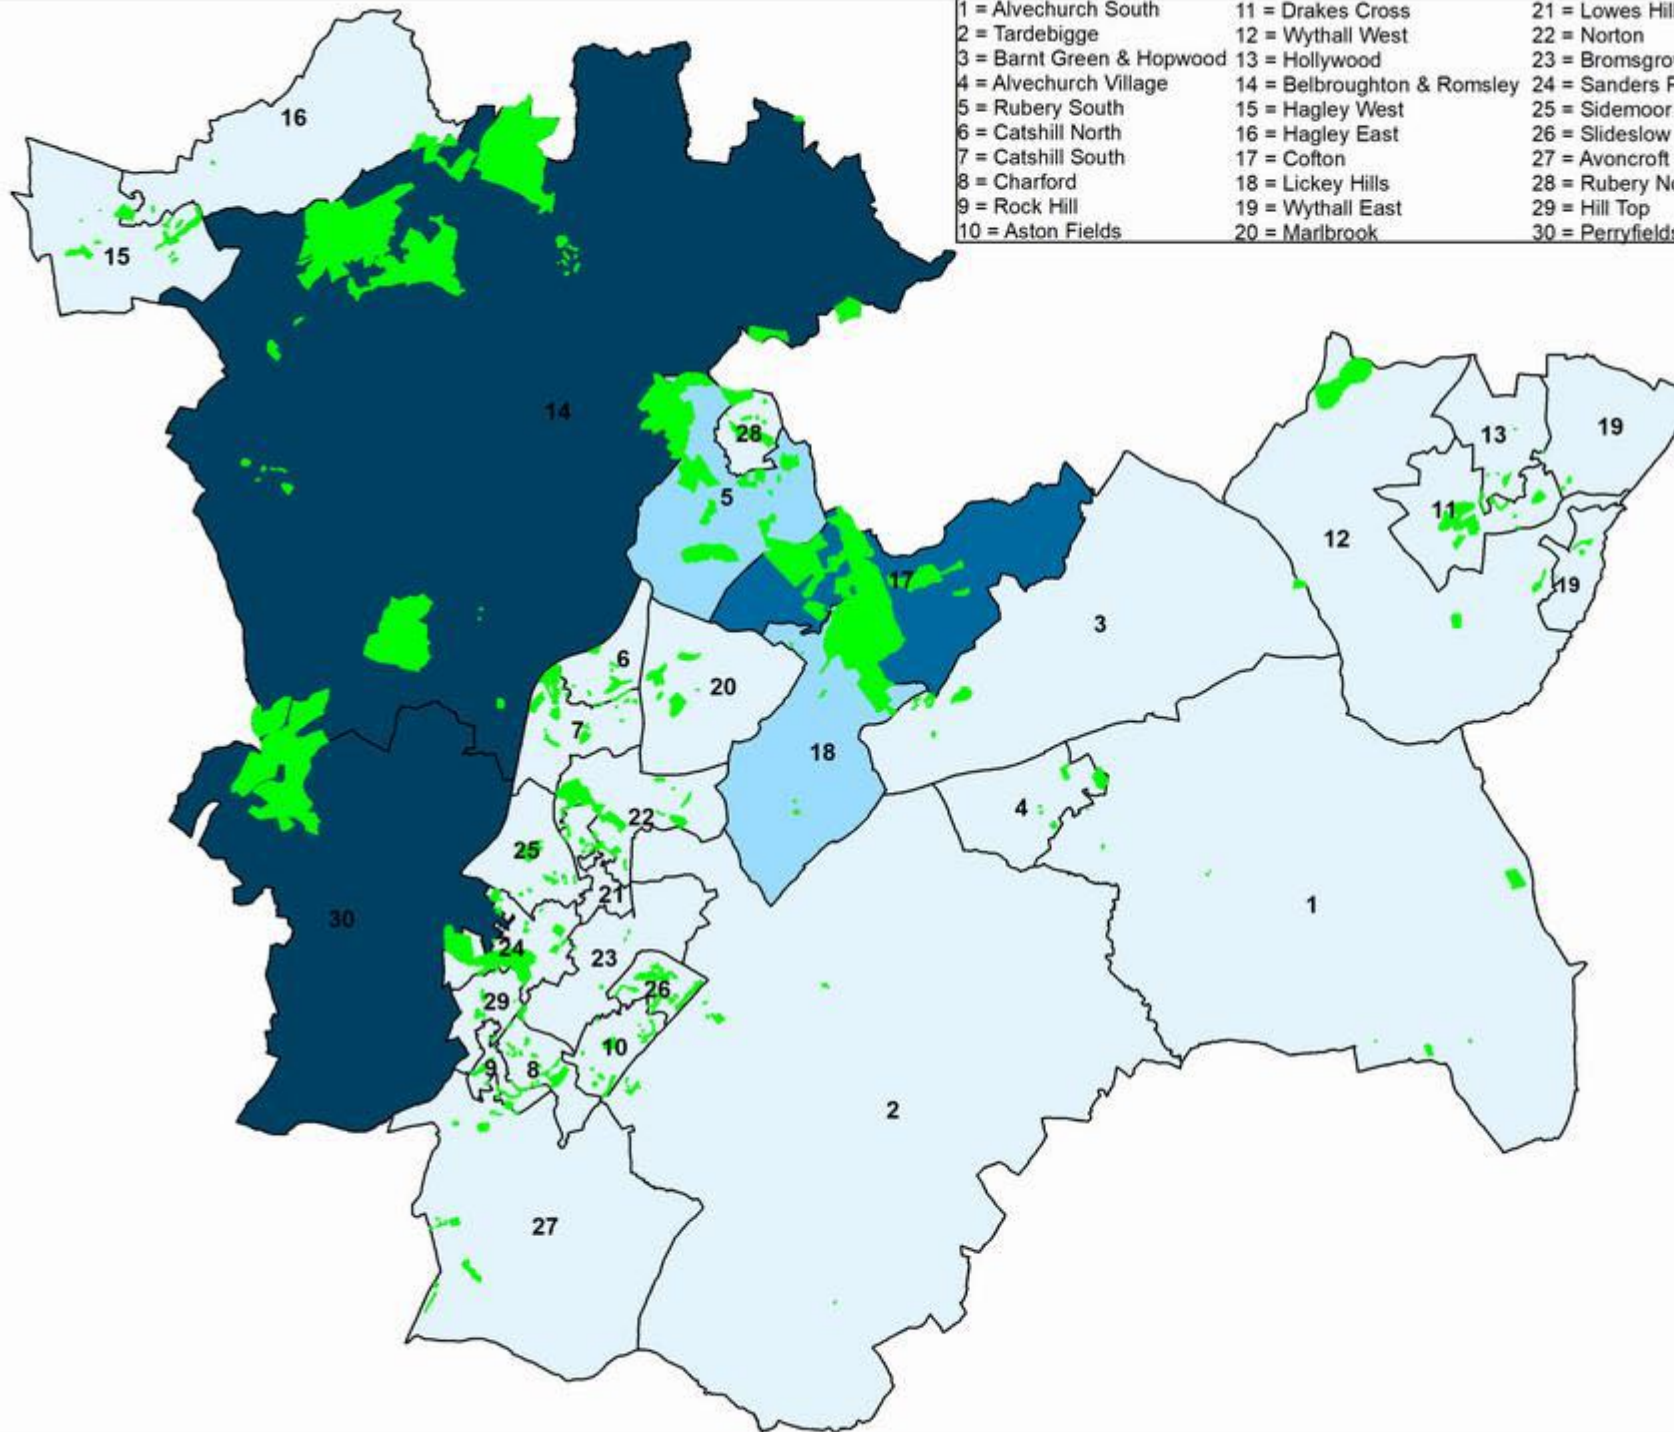 1 = Alvechurch South
2 = Tardebigge
3 = Barnt Green & Hopwood
4 = Alvechurch Village
5 = Rubery South
6 = Catshill North
7 = Catshill South
8 = Charford
9 = Rock Hill
10 = Aston Fields
11 = Drakes Cross
12 = Wythall West
13 = Hollywood
14 = Belbroughton & Romsley
15 = Hagley West
16 = Hagley East
17 = Cofton
18 = Lickey Hills
19 = Wythall East
20 = Marlbrook
21 = Lowes Hill
22 = Norton
23 = Bromsgro
24 = Sanders P
25 = Sidemoor
26 = Slideslow
27 = Avoncroft
28 = Rubery No
29 = Hill Top
30 = Perryfields
16
15
14
19
28
13
5
11
12
17
19
3
6
20
7
18
4
22
25
21
1
30
24
23
26
29
10
9
8
2
27